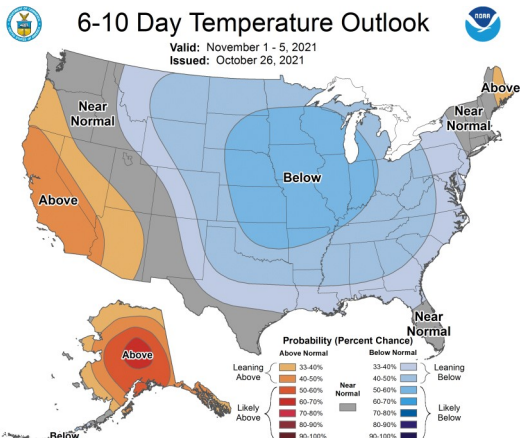 6-10 Day Temperature Outlook
NOAA
Valid: November 1 - 5, 2021
Issued: October 26, 2021
Near
Normal
Above
Near
Normal
Below
Above
Near
Normal
Above
Below
Probability (Percent Chance)
Above Normal
Below Normal
Leaning
Above
33-40%
40-50%
Likely
Above
50-60%
60-70%
70-80%
80-90%
90-100%
Near
Normal
33-40%
40-50%
Leaning
Below
50-60%
60-70%
70-80%
80-90%
90-100%
Likely
Below